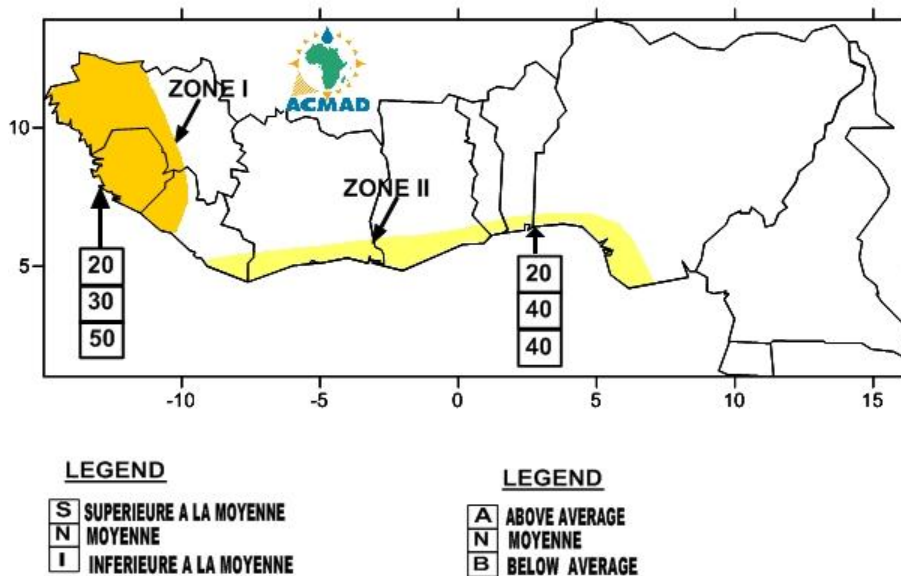 ACMAD
ZONE I
10
ZONE II
5
20
30
50
20
40
40
-10
-5
0
5
10
15
LEGEND
S SUPERIEURE A LA MOYENNE
N MOYENNE
I INFERIEURE A LA MOYENNE
LEGEND
A ABOVE AVERAGE
N MOYENNE
B BELOW AVERAGE